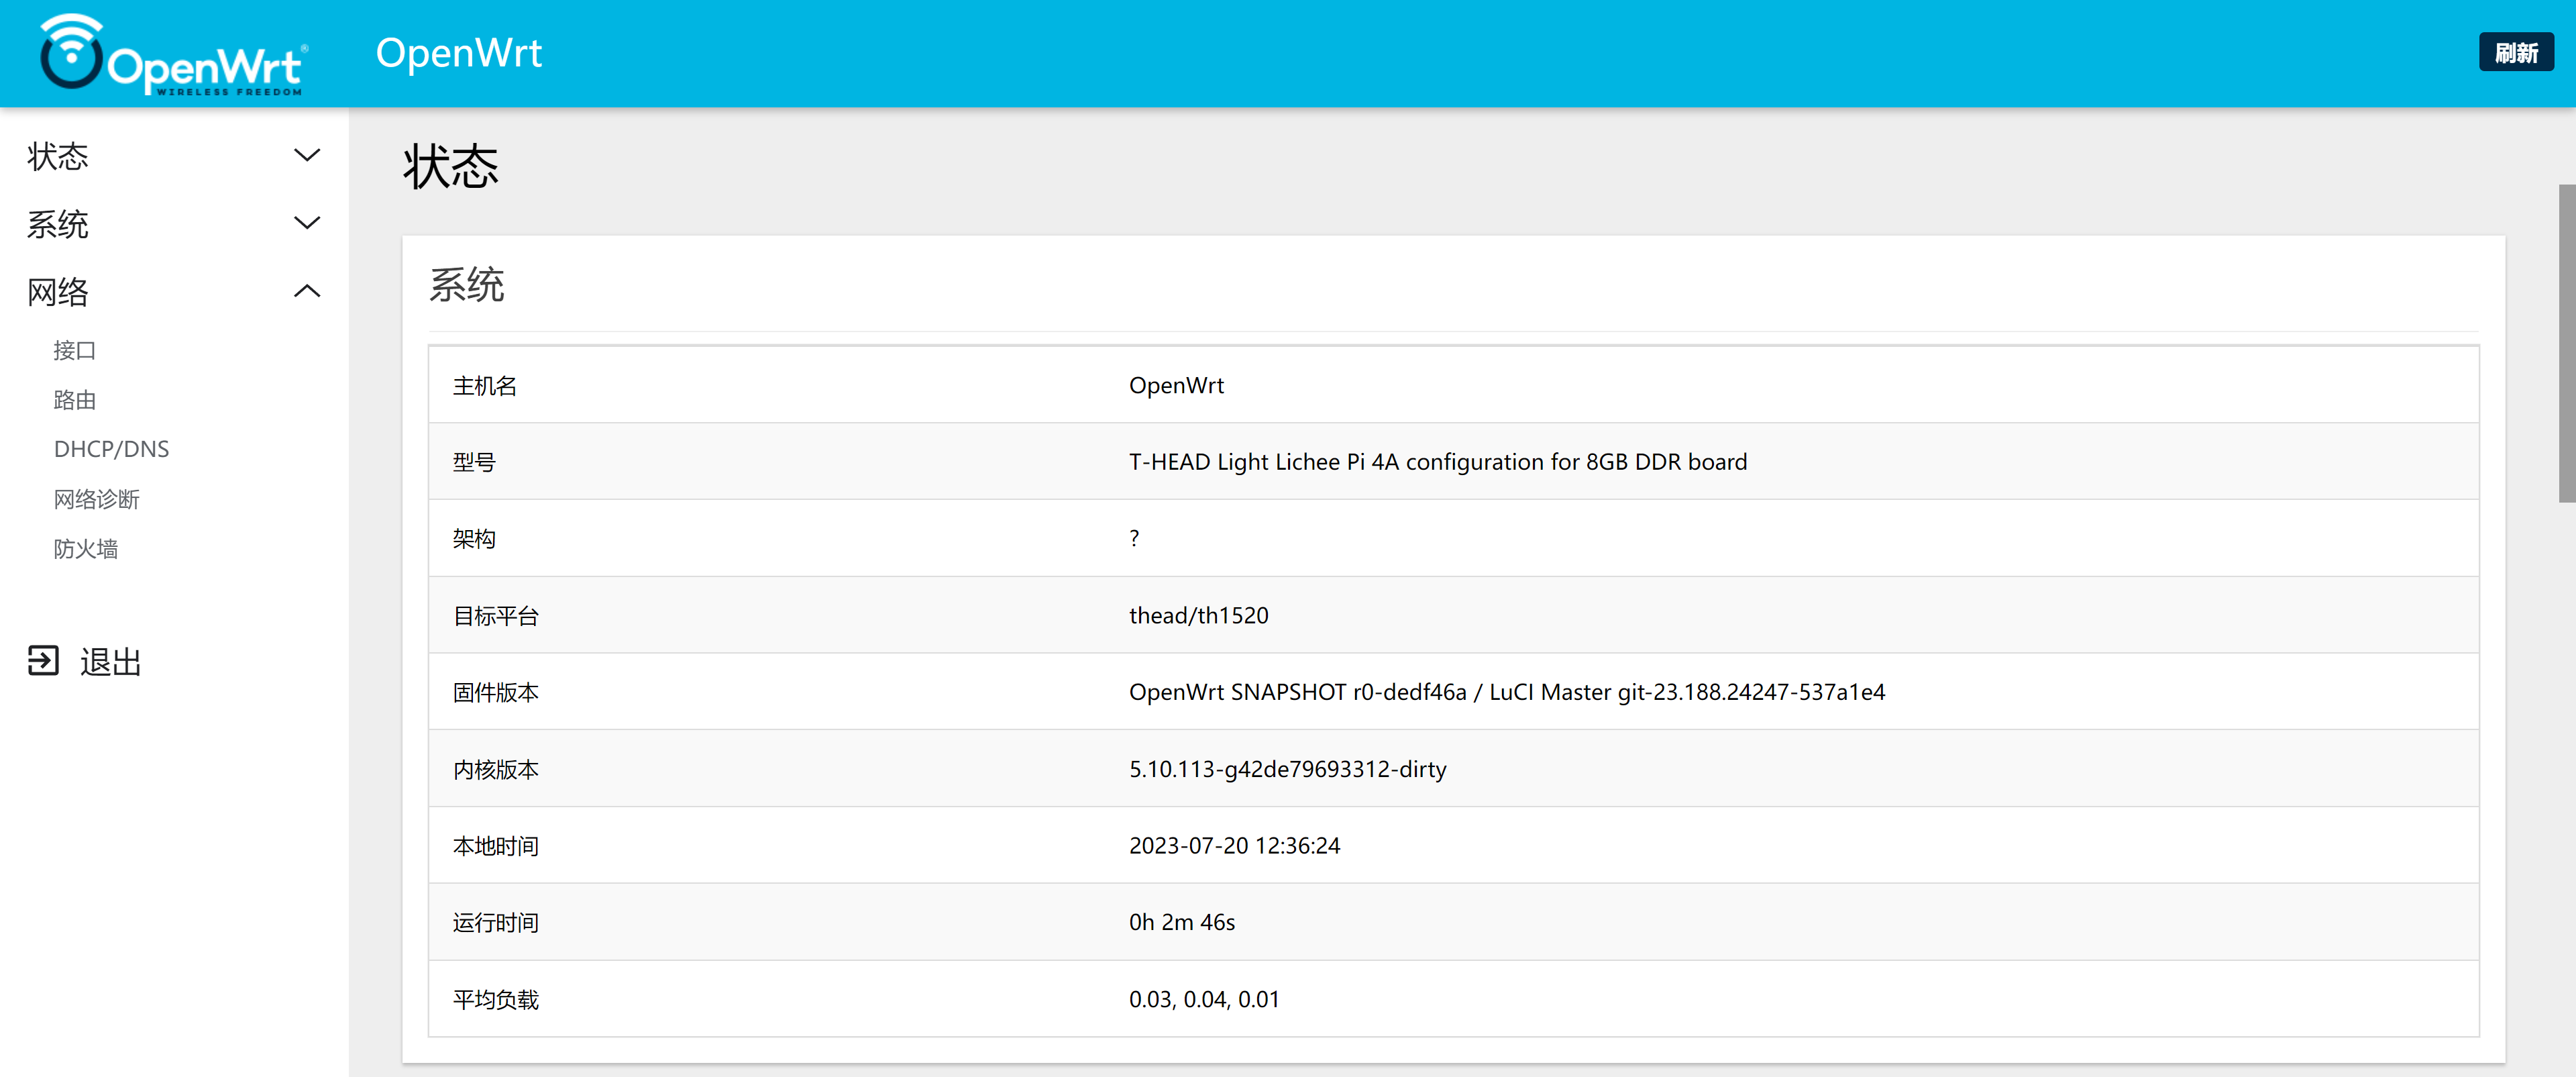 OpenWrt®
WIRELESS FREEDOM
OpenWrt
刷新
状态
系统
网络
接口
路由
DHCP/DNS
网络诊断
防火墙
退出
状态
系统
主机名 OpenWrt
型号 T-HEAD Light Lichee Pi 4A configuration for 8GB DDR board
架构 ?
目标平台 thead/th1520
固件版本 OpenWrt SNAPSHOT r0-dedf46a / LuCI Master git-23.188.24247-537a1e4
内核版本 5.10.113-g42de79693312-dirty
本地时间 2023-07-20 12:36:24
运行时间 0h 2m 46s
平均负载 0.03, 0.04, 0.01